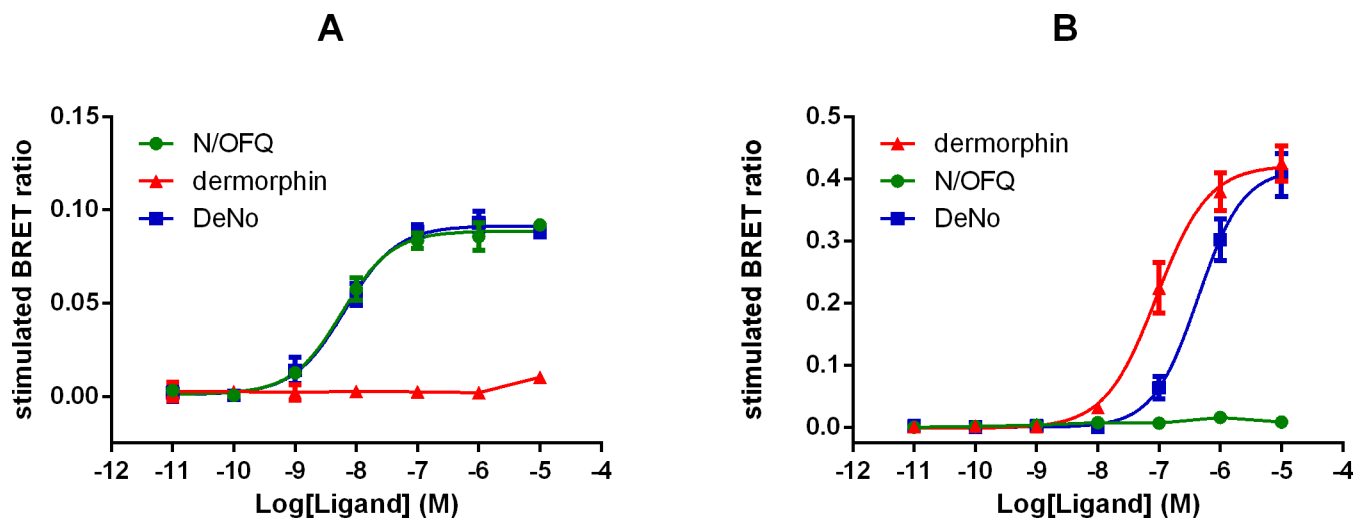 A
stimulated BRET ratio
0.15
0.10
0.05
0.00
N/OFQ
dermorphin
DeNo
-12 -11 -10 -9 -8 -7 -6 -5 -4
Log[Ligand] (M)
B
stimulated BRET ratio
0.5
0.4
0.3
0.2
0.1
0.0
dermorphin
N/OFQ
DeNo
-12 -11 -10 -9 -8 -7 -6 -5 -4
Log[Ligand] (M)